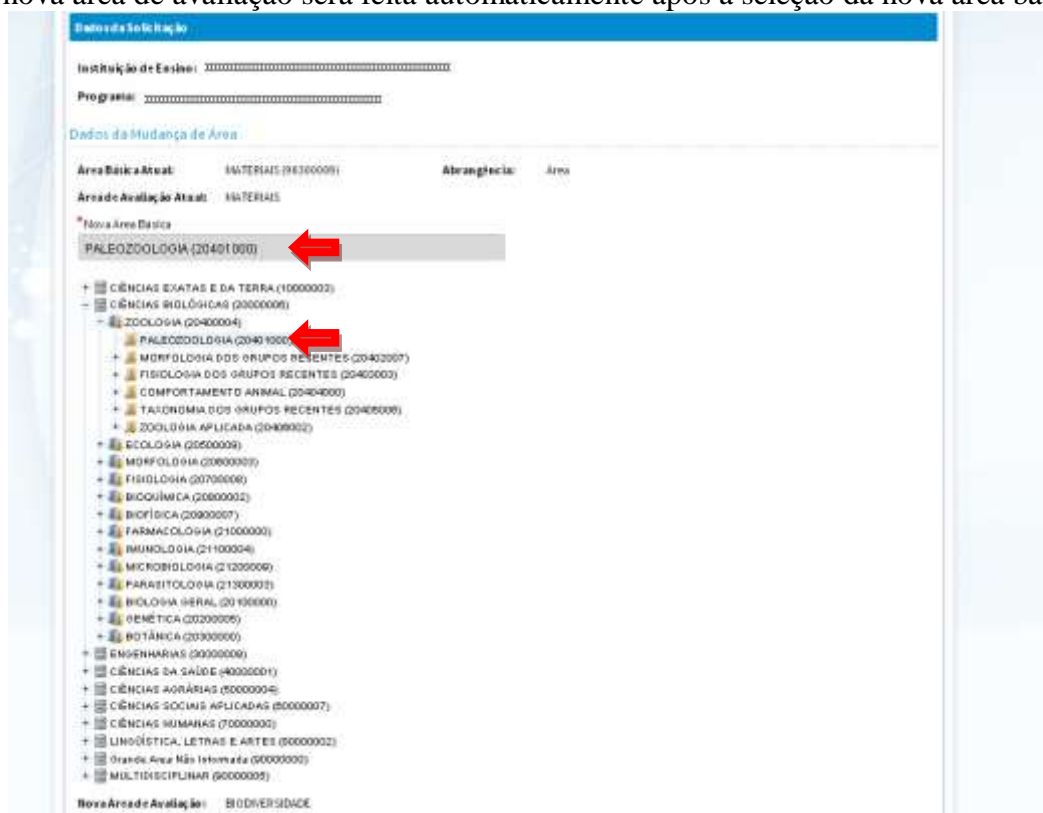 nova área de avaliação será feita automaticamente após a seleção da nova área bá
Dados da Solicitação
Instituição de Ensino:
Programa:
Dados da Mudança de Área
Área Básica Atual: MATERIAIS (90300009) Abrangência: Área
Área de Avaliação Atual: MATERIAIS
*Nova Área Básica
PALEOZOOLOGIA (20401000)
+ CIÊNCIAS EXATAS E DA TERRA (10000003)
− CIÊNCIAS BIOLÓGICAS (20000006)
− ZOOLOGIA (20400004)
PALEOZOOLOGIA (20401000)
+ MORFOLOGIA DOS GRUPOS RECENTES (20402007)
+ FISIOLOGIA DOS GRUPOS RECENTES (20403003)
+ COMPORTAMENTO ANIMAL (20404000)
+ TAXONOMIA DOS GRUPOS RECENTES (20406006)
+ ZOOLOGIA APLICADA (20406002)
+ ECOLOGIA (20500009)
+ MORFOLOGIA (20600003)
+ FISIOLOGIA (20700008)
+ BIOQUÍMICA (20800002)
+ BIOFÍSICA (20900007)
+ FARMACOLOGIA (21000000)
+ IMUNOLOGIA (21100004)
+ MICROBIOLOGIA (21200009)
+ PARASITOLOGIA (21300003)
+ BIOLOGIA GERAL (20100000)
+ GENÉTICA (20200005)
+ BOTÂNICA (20300000)
+ ENGENHARIAS (30000009)
+ CIÊNCIAS DA SAÚDE (40000001)
+ CIÊNCIAS AGRÁRIAS (50000004)
+ CIÊNCIAS SOCIAIS APLICADAS (60000007)
+ CIÊNCIAS HUMANAS (70000000)
+ LINGÜÍSTICA, LETRAS E ARTES (80000002)
+ Grande Área Não Informada (00000000)
+ MULTIDISCIPLINAR (90000005)
Nova Área de Avaliação: BIODIVERSIDADE